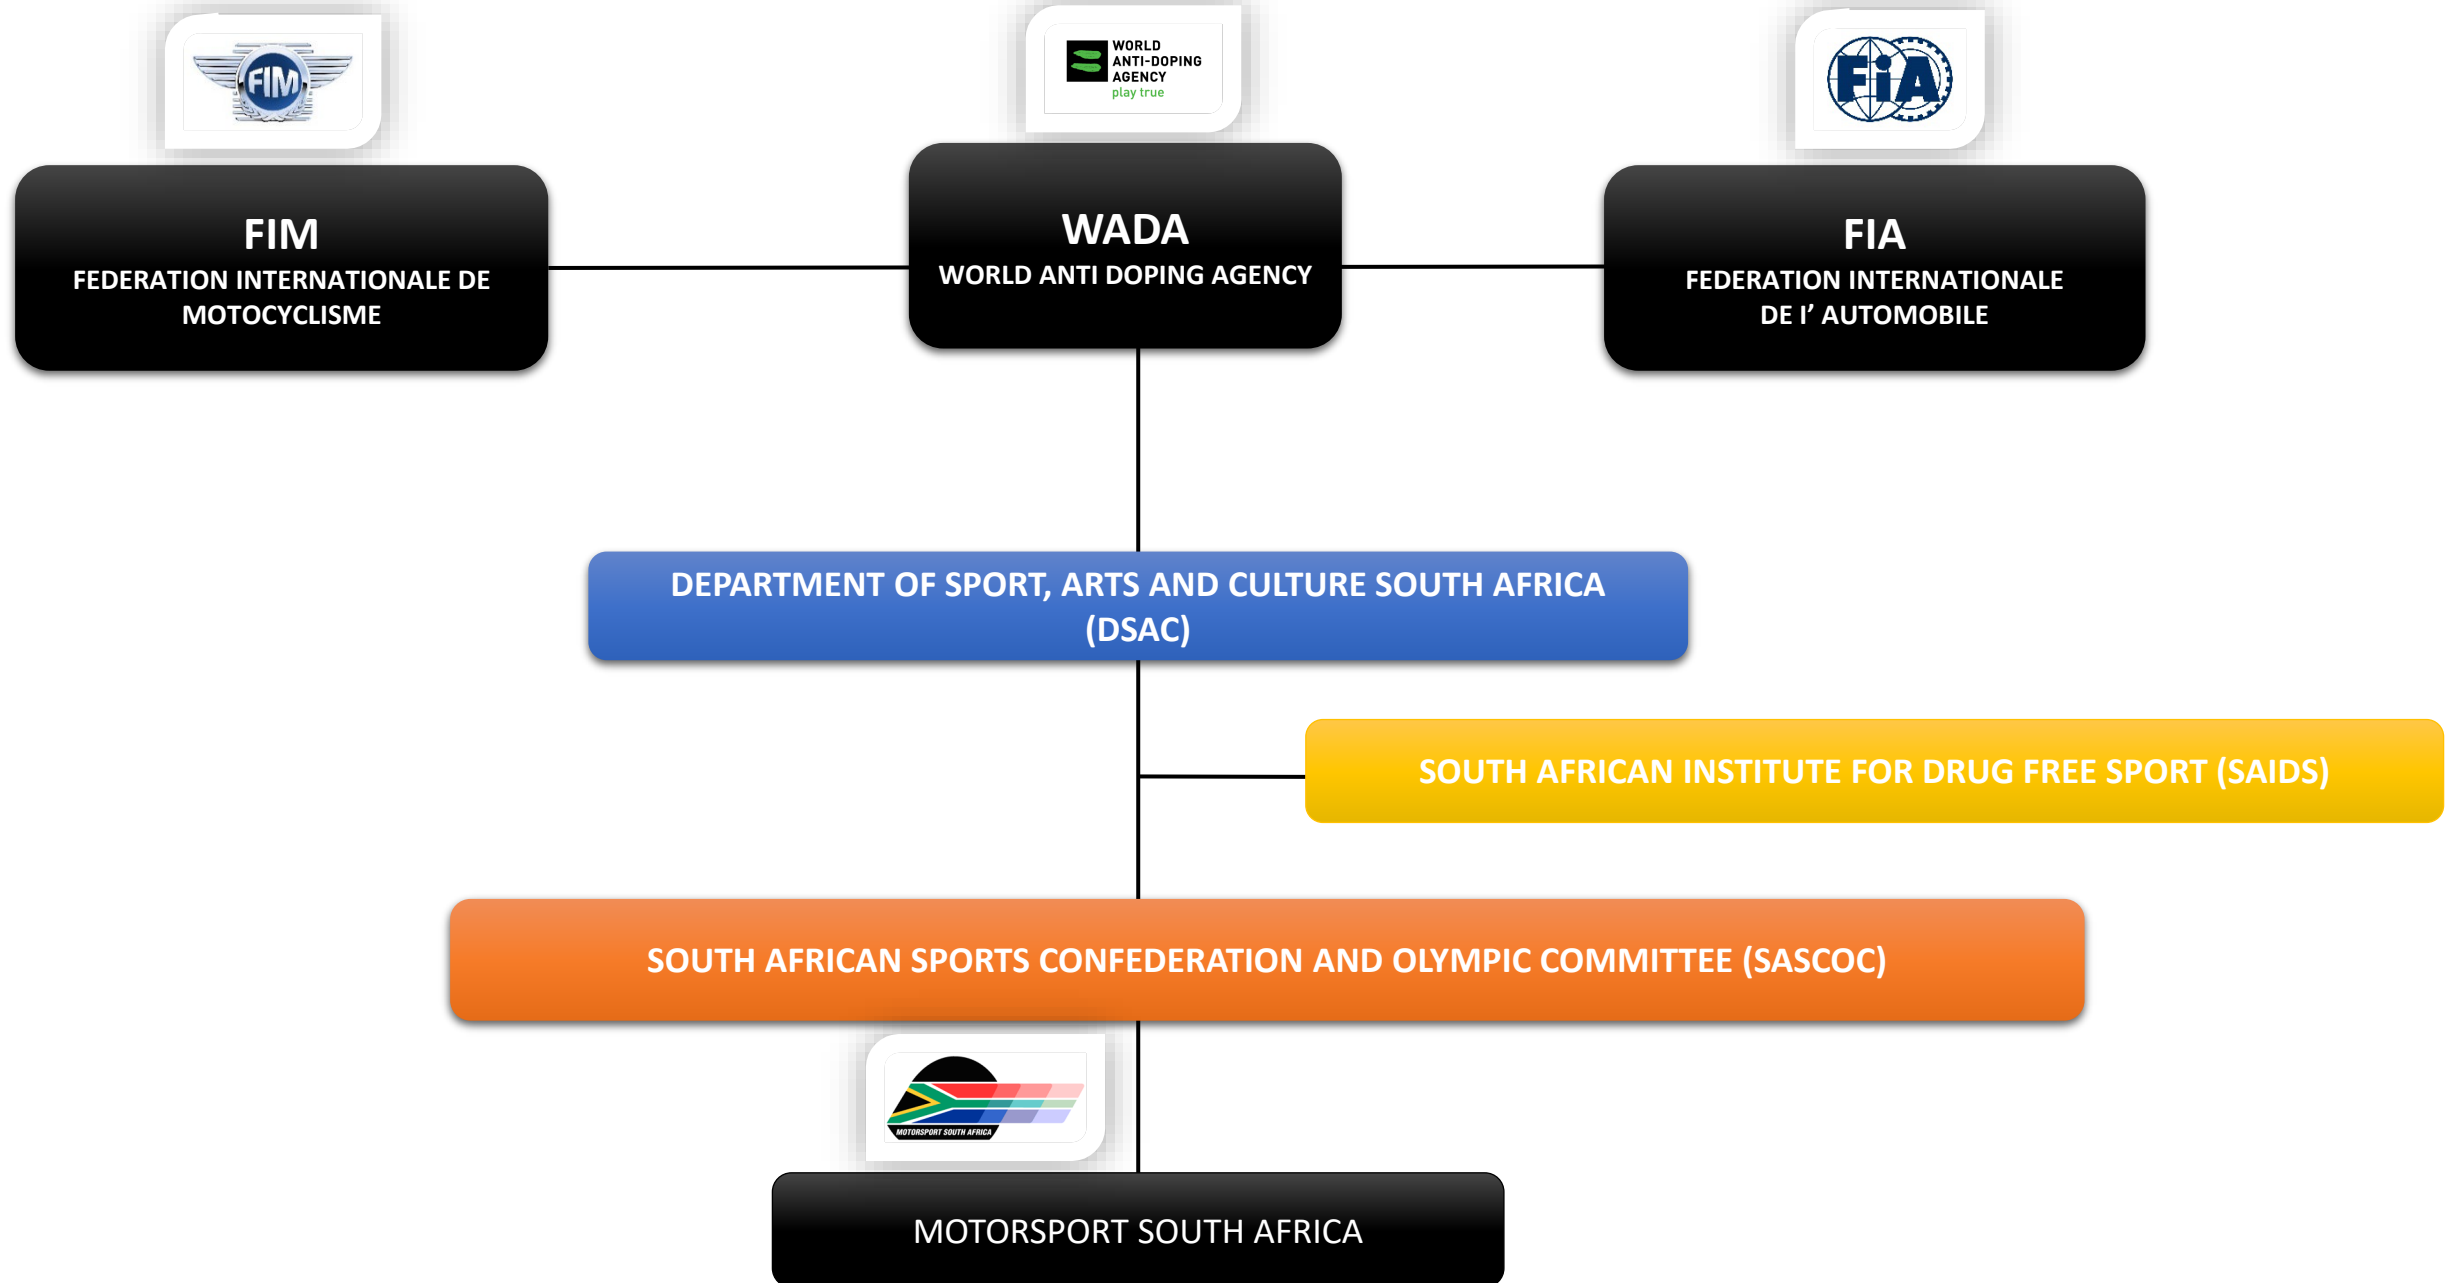 FIM
WORLD
ANTI-DOPING
AGENCY
play true
FiA
FIM
FEDERATION INTERNATIONALE DE
MOTOCYCLISME
WADA
WORLD ANTI DOPING AGENCY
FIA
FEDERATION INTERNATIONALE
DE I’ AUTOMOBILE
DEPARTMENT OF SPORT, ARTS AND CULTURE SOUTH AFRICA
(DSAC)
SOUTH AFRICAN INSTITUTE FOR DRUG FREE SPORT (SAIDS)
SOUTH AFRICAN SPORTS CONFEDERATION AND OLYMPIC COMMITTEE (SASCOC)
MOTORSPORT SOUTH AFRICA
MOTORSPORT SOUTH AFRICA